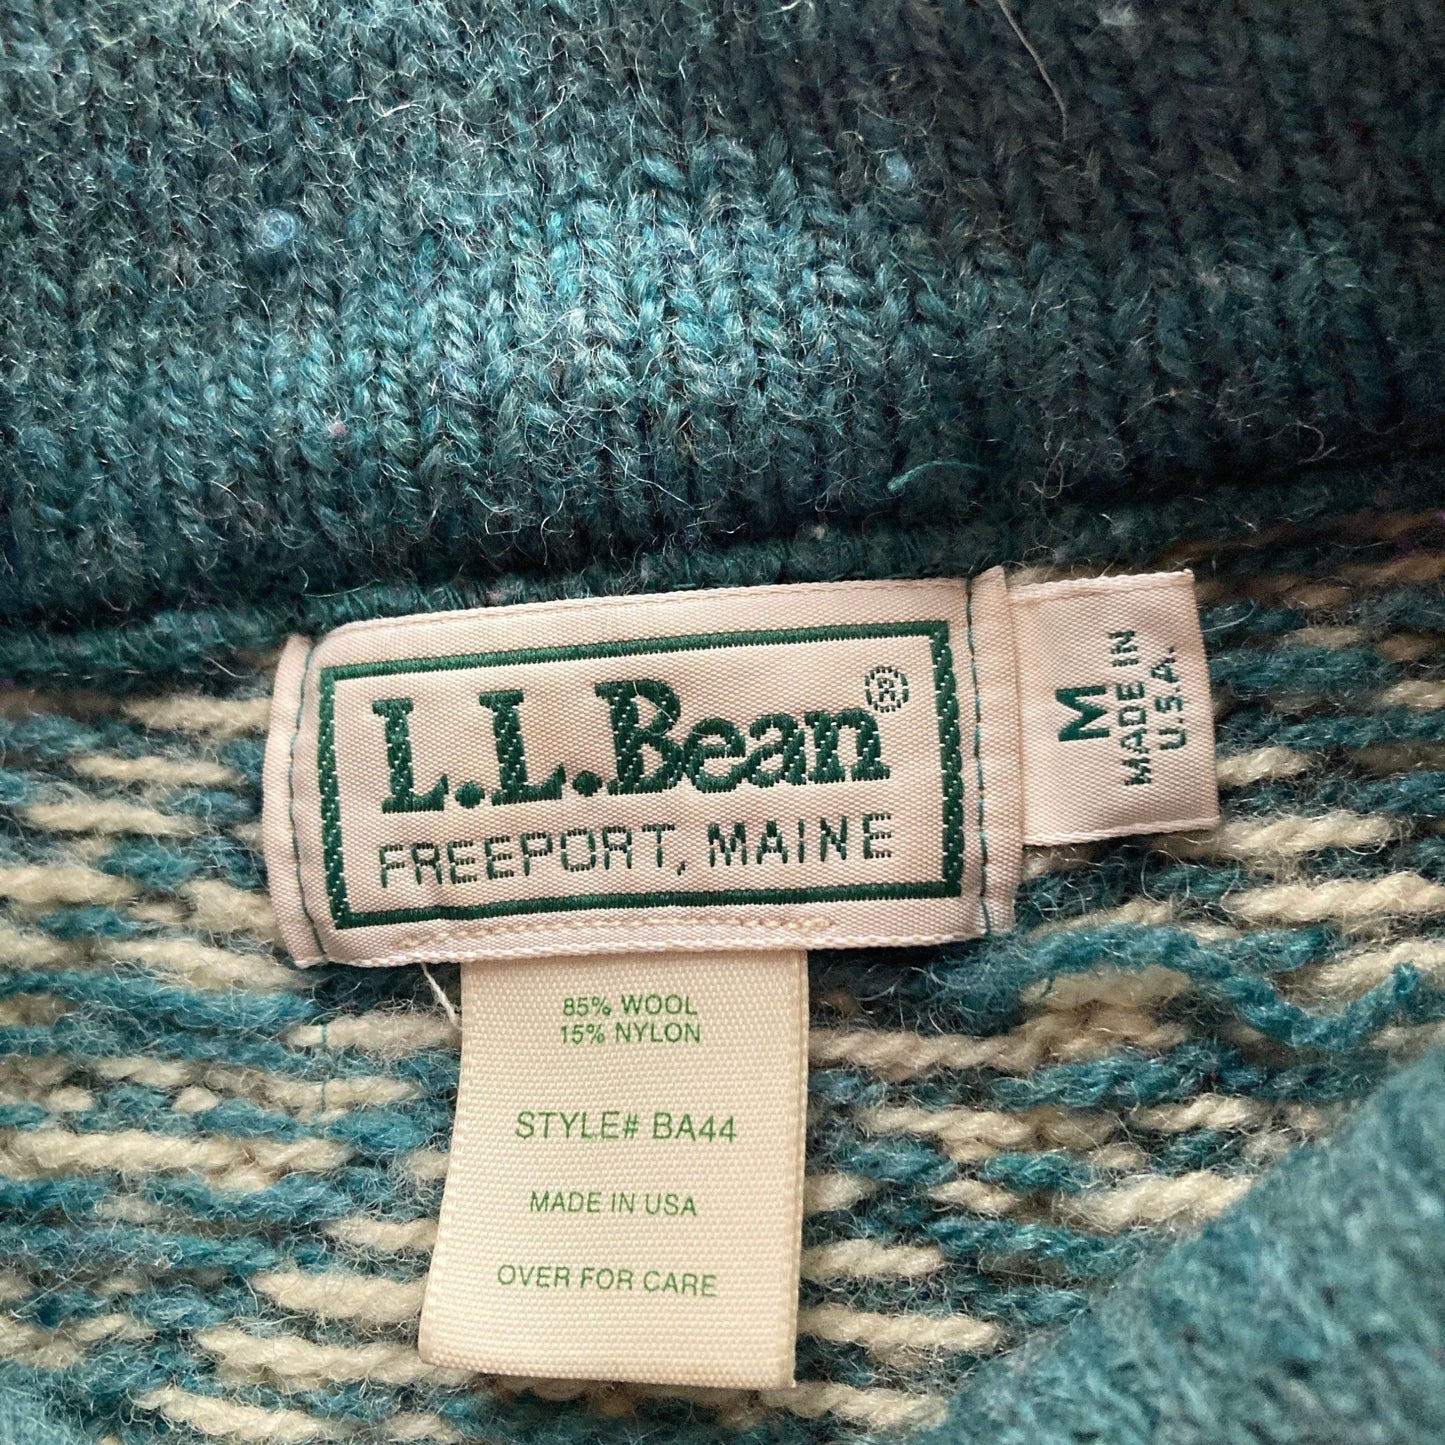 L.L.Bean®
FREEPORT, MAINE
M
MADE IN
U.S.A.
85% WOOL
15% NYLON
STYLE# BA44
MADE IN USA
OVER FOR CARE